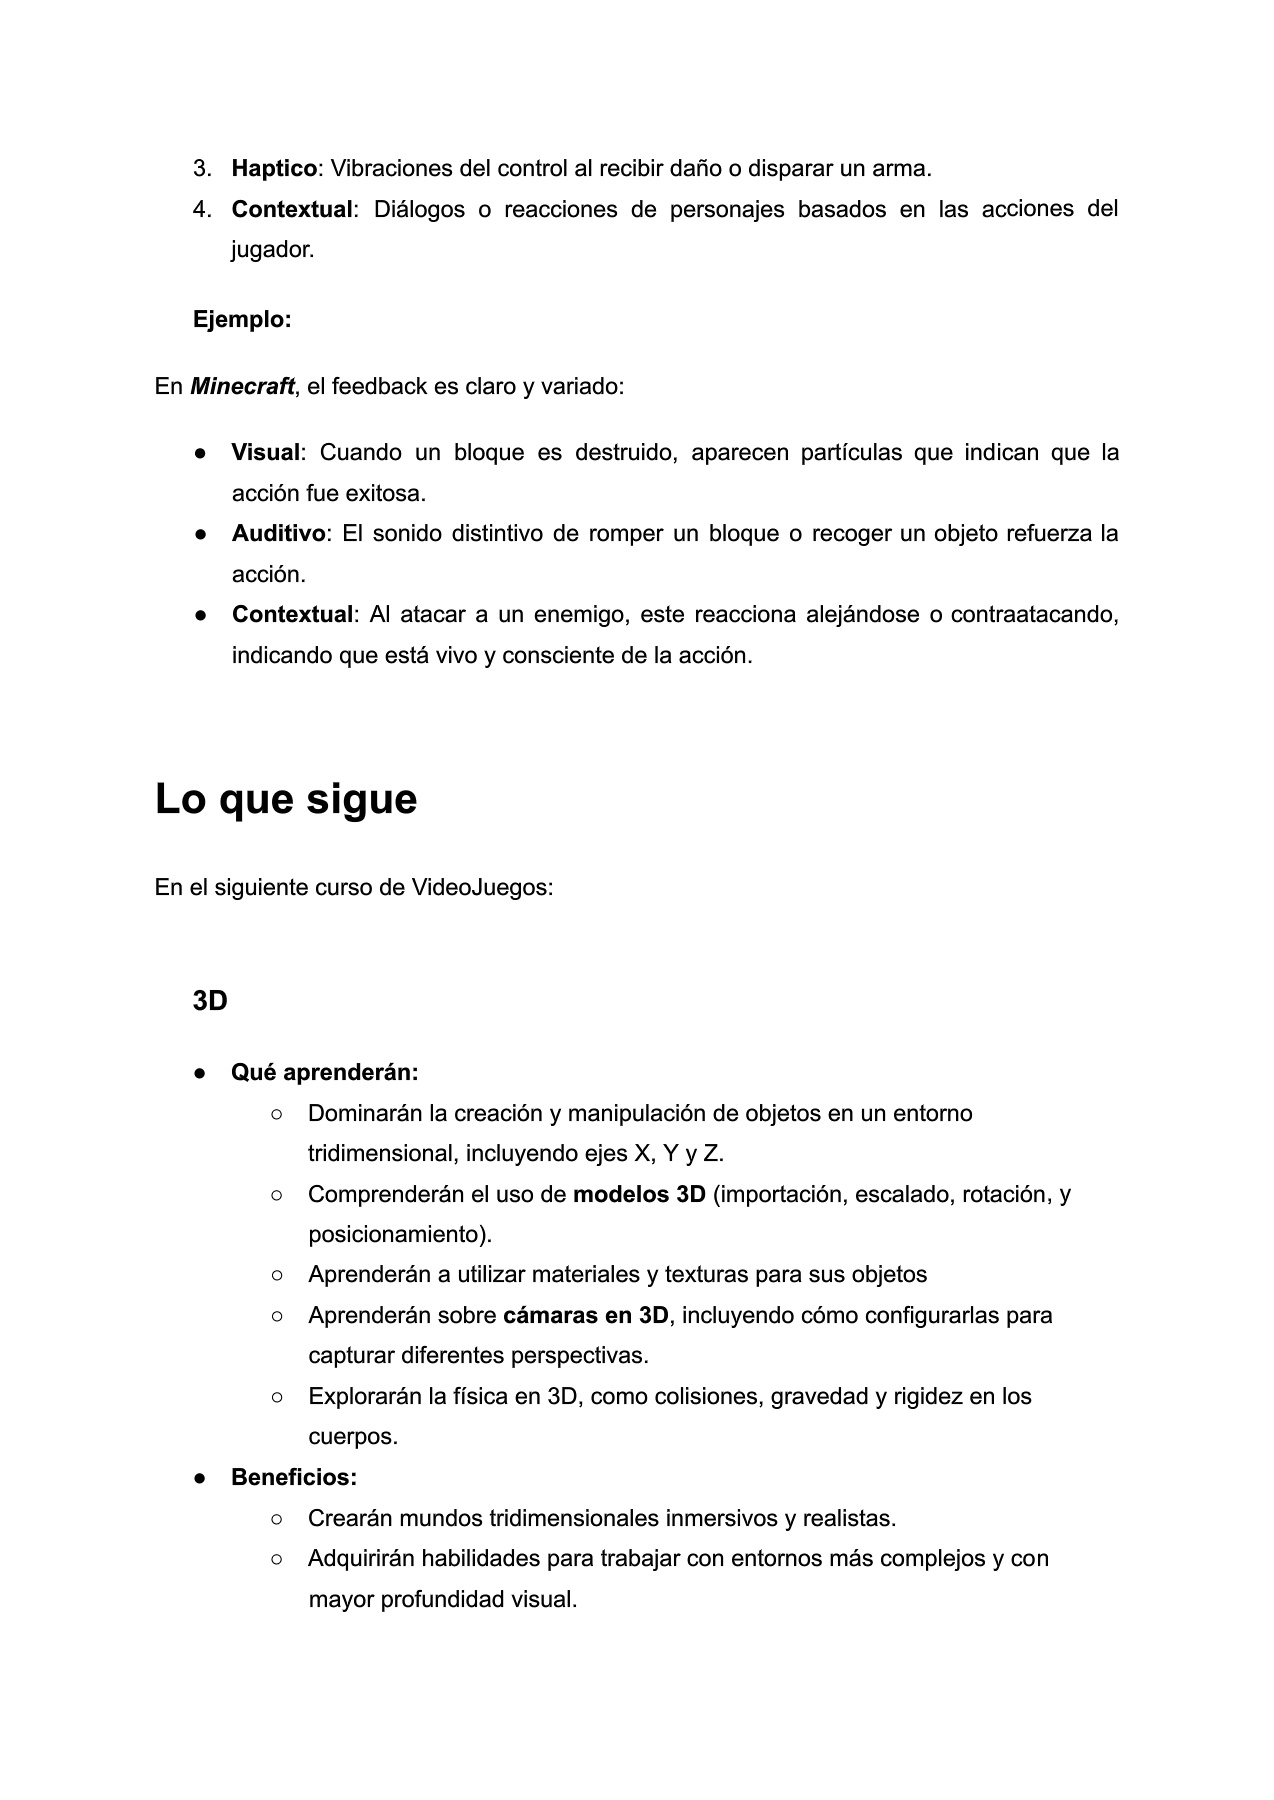 3. Haptico: Vibraciones del control al recibir daño o disparar un arma.
4. Contextual: Diálogos o reacciones de personajes basados en las acciones del
jugador.
Ejemplo:
En Minecraft, el feedback es claro y variado:
● Visual: Cuando un bloque es destruido, aparecen partículas que indican que la
acción fue exitosa.
● Auditivo: El sonido distintivo de romper un bloque o recoger un objeto refuerza la
acción.
● Contextual: Al atacar a un enemigo, este reacciona alejándose o contraatacando,
indicando que está vivo y consciente de la acción.
Lo que sigue
En el siguiente curso de VideoJuegos:
3D
● Qué aprenderán:
○ Dominarán la creación y manipulación de objetos en un entorno
tridimensional, incluyendo ejes X, Y y Z.
○ Comprenderán el uso de modelos 3D (importación, escalado, rotación, y
posicionamiento).
○ Aprenderán a utilizar materiales y texturas para sus objetos
○ Aprenderán sobre cámaras en 3D, incluyendo cómo configurarlas para
capturar diferentes perspectivas.
○ Explorarán la física en 3D, como colisiones, gravedad y rigidez en los
cuerpos.
● Beneficios:
○ Crearán mundos tridimensionales inmersivos y realistas.
○ Adquirirán habilidades para trabajar con entornos más complejos y con
mayor profundidad visual.